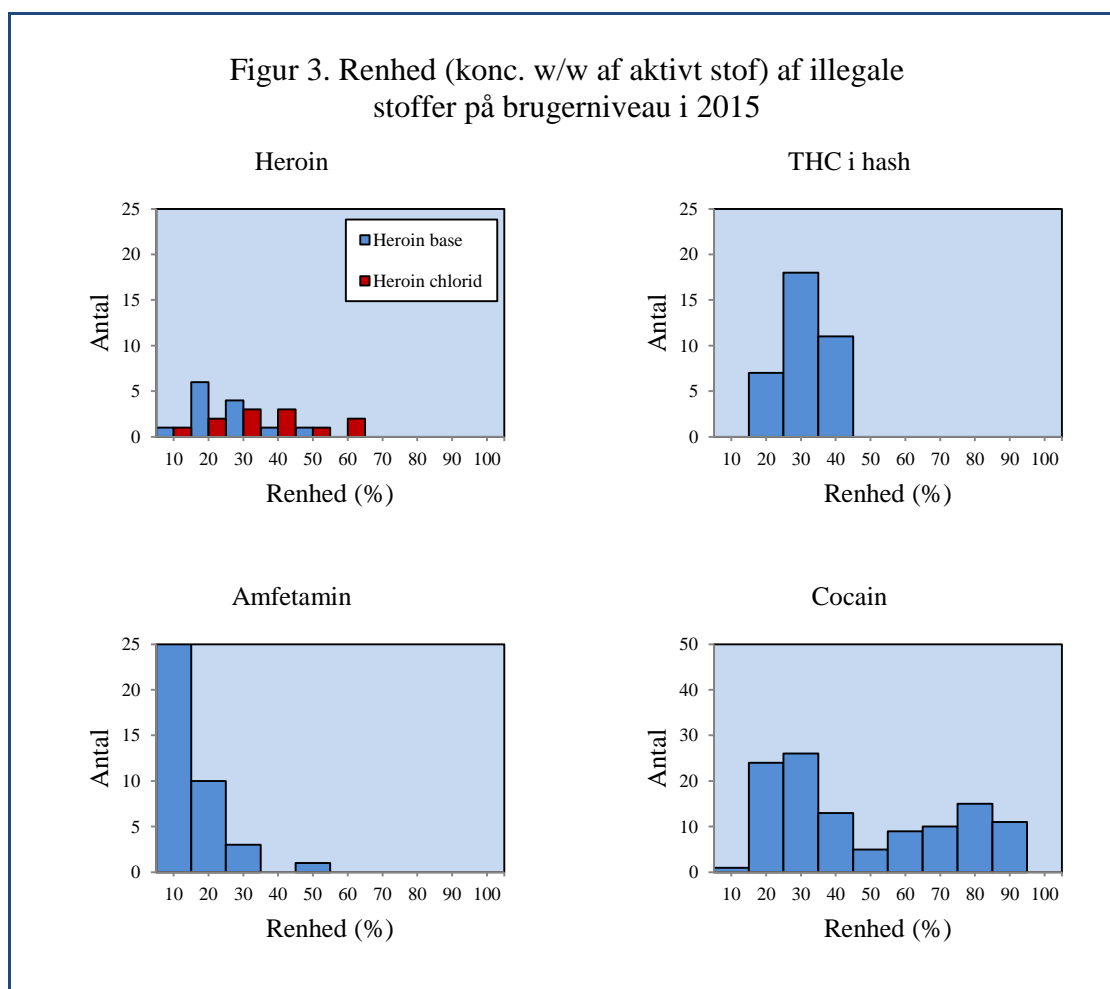 Figur 3. Renhed (konc. w/w af aktivt stof) af illegale
stoffer på brugerniveau i 2015
Heroin
25
20
15
10
5
0
Antal
Heroin base
Heroin chlorid
10 20 30 40 50 60 70 80 90 100
Renhed (%)
THC i hash
25
20
15
10
5
0
Antal
10 20 30 40 50 60 70 80 90 100
Renhed (%)
Amfetamin
25
20
15
10
5
0
Antal
10 20 30 40 50 60 70 80 90 100
Renhed (%)
Cocain
50
40
30
20
10
0
Antal
10 20 30 40 50 60 70 80 90 100
Renhed (%)